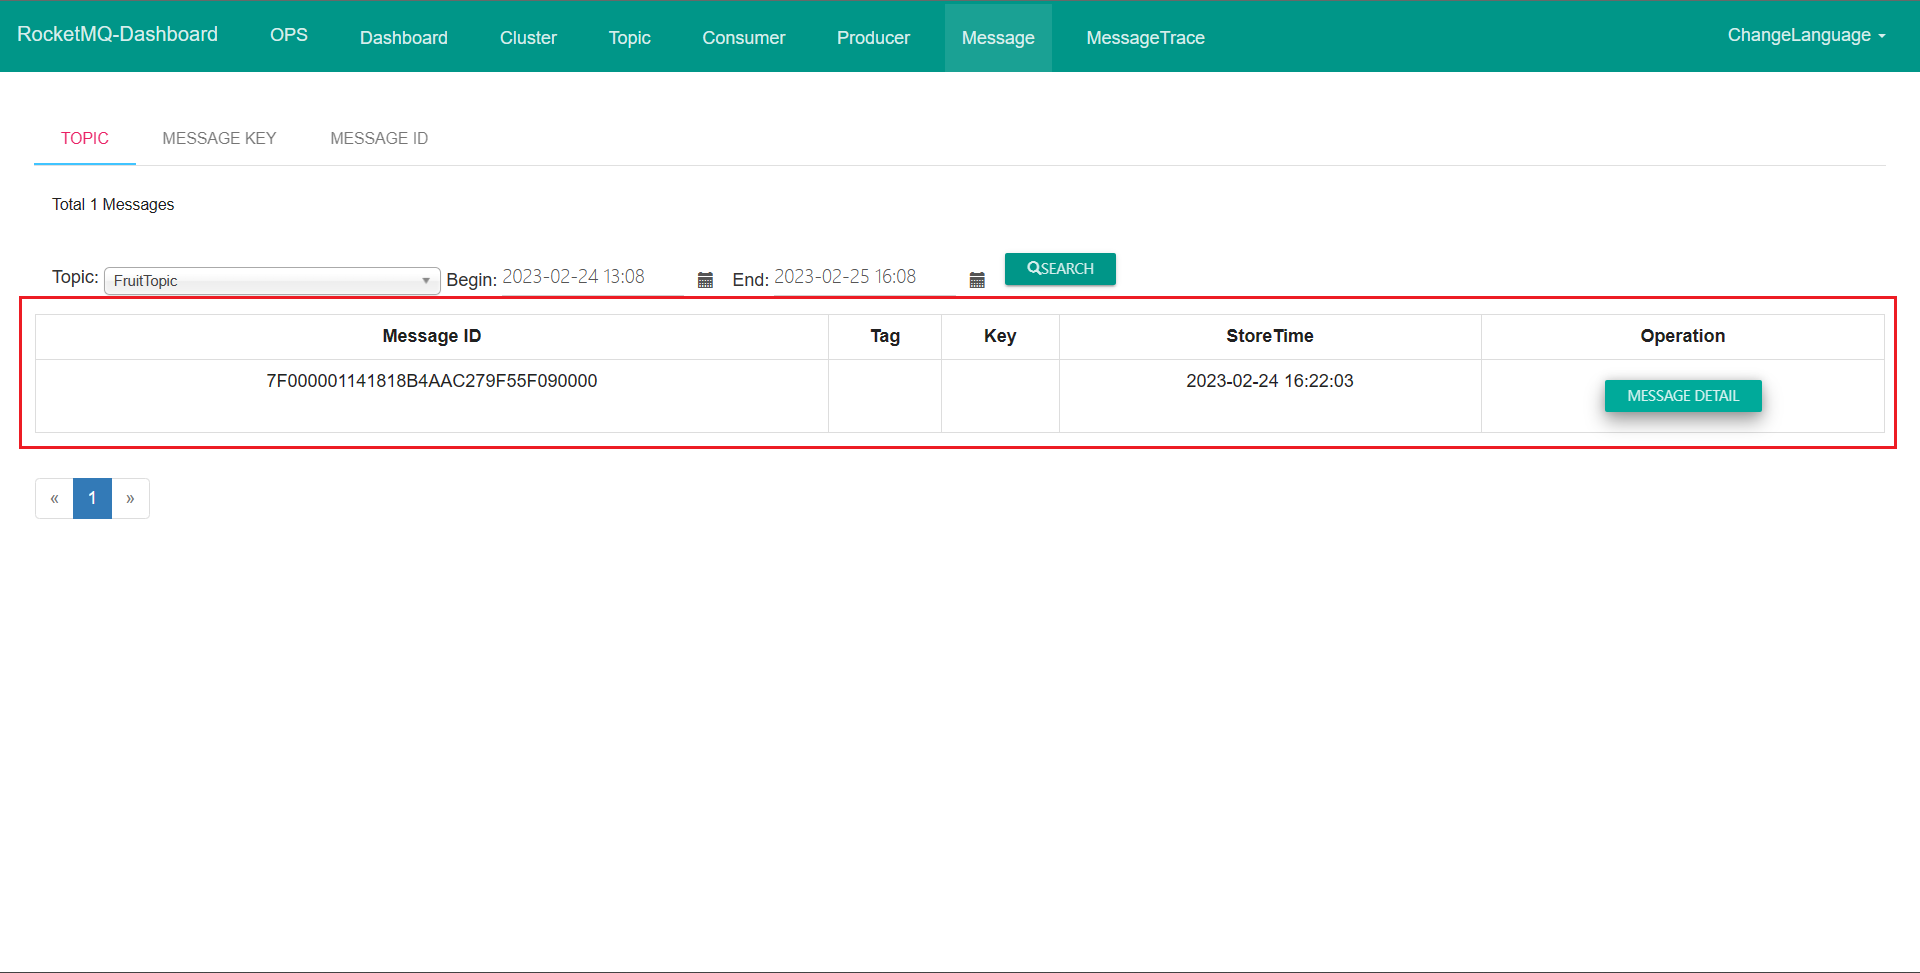 RocketMQ-Dashboard OPS Dashboard Cluster Topic Consumer Producer Message MessageTrace ChangeLanguage
TOPIC MESSAGE KEY MESSAGE ID
Total 1 Messages
Topic: FruitTopic Begin: 2023-02-24 13:08 End: 2023-02-25 16:08 SEARCH
Message ID Tag Key StoreTime Operation
7F000001141818B4AAC279F55F090000 2023-02-24 16:22:03 MESSAGE DETAIL
« 1 »